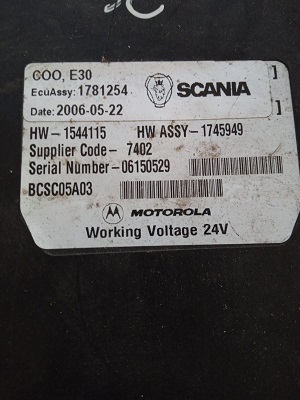 COO, E30
EcuAssy: 1781254
SCANIA
Date: 2006-05-22
HW-1544115 HW ASSY-1745949
Supplier Code- 7402
Serial Number-06150529
BCSC05A03
MOTOROLA
Working Voltage 24V